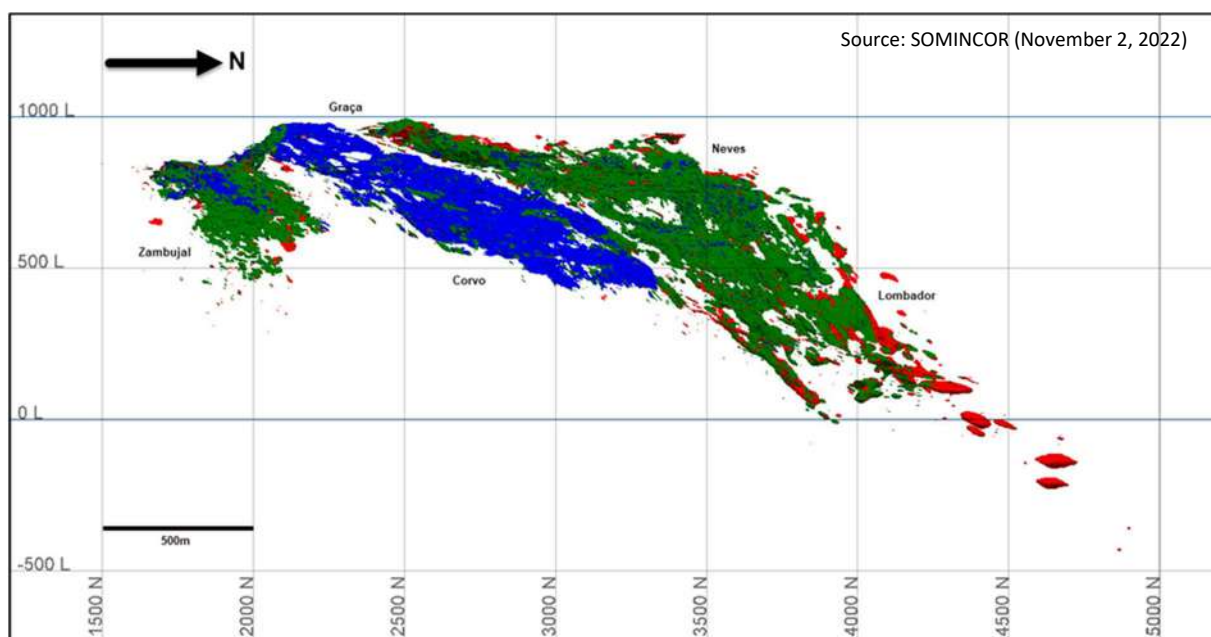 Source: SOMINCOR (November 2, 2022)
N
1000 L
Graça
Neves
Zambujal
500 L
Corvo
Lombador
0 L
500m
-500 L
1500 N
2000 N
2500 N
3000 N
3500 N
4000 N
4500 N
5000 N